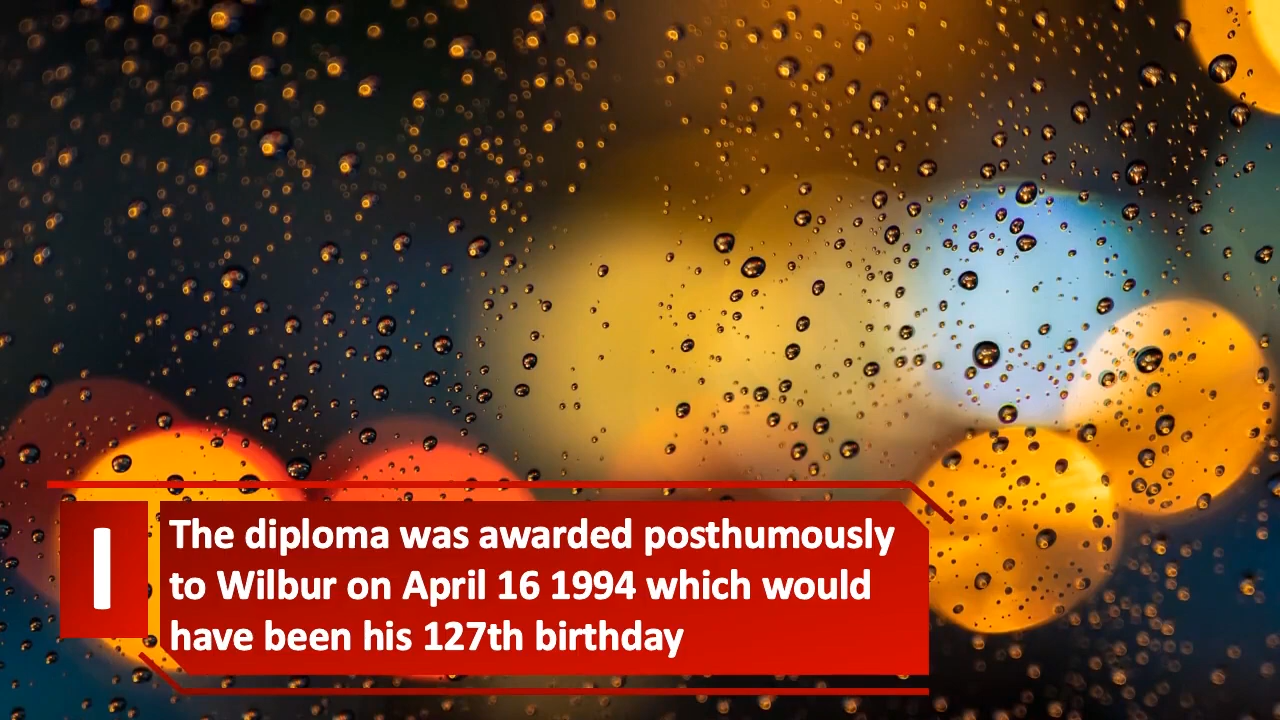 I
The diploma was awarded posthumously
to Wilbur on April 16 1994 which would
have been his 127th birthday